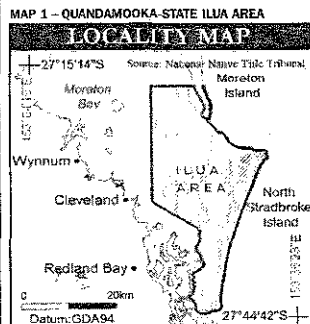 MAP 1 – QUANDAMOOKA-STATE ILUA AREA
LOCALITY MAP
27°15'14"S
Source: National Native Title Tribunal
Moreton Island
Moreton Bay
Wynnum
ILUA AREA
Cleveland
North Stradbroke Island
Redland Bay
0 20km
27°44'42"S
Datum:GDA94